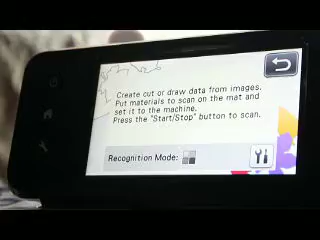 Create cut or draw data from images.
Put materials to scan on the mat and
set it to the machine.
Press the "Start/Stop" button to scan.
Recognition Mode: